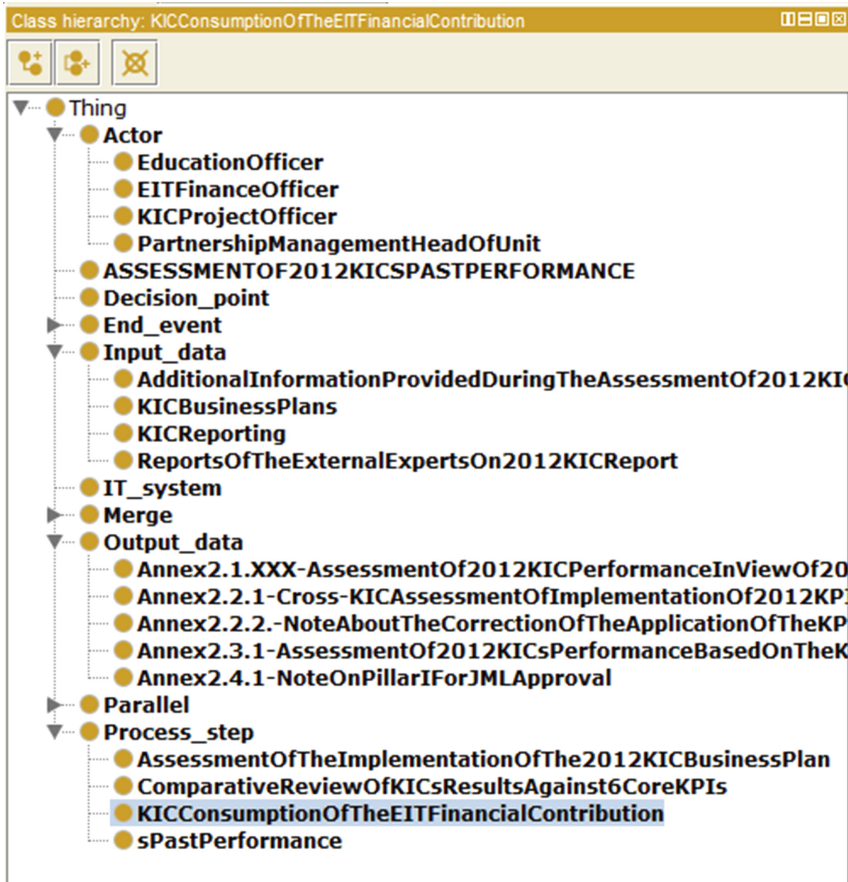 Class hierarchy: KICConsumptionOfTheEITFinancialContribution
Thing
Actor
EducationOfficer
EITFinanceOfficer
KICProjectOfficer
PartnershipManagementHeadOfUnit
ASSESSMENTOF2012KICSPASTPERFORMANCE
Decision_point
End_event
Input_data
AdditionalInformationProvidedDuringTheAssessmentOf2012KI
KICBusinessPlans
KICReporting
ReportsOfTheExternalExpertsOn2012KICReport
IT_system
Merge
Output_data
Annex2.1.XXX-AssessmentOf2012KICPerformanceInViewOf20
Annex2.2.1-Cross-KICAssessmentOfImplementationOf2012KPI
Annex2.2.2.-NoteAboutTheCorrectionOfTheApplicationOfTheKP
Annex2.3.1-AssessmentOf2012KICsPerformanceBasedOnTheK
Annex2.4.1-NoteOnPillarIForJMLApproval
Parallel
Process_step
AssessmentOfTheImplementationOfThe2012KICBusinessPlan
ComparativeReviewOfKICsResultsAgainst6CoreKPIs
KICConsumptionOfTheEITFinancialContribution
sPastPerformance